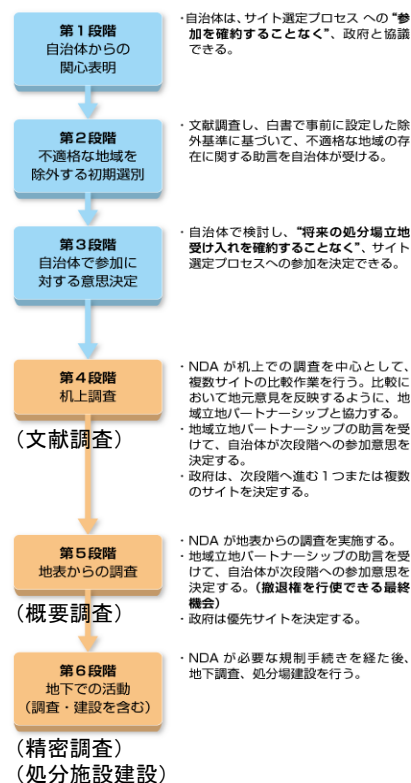 第1段階
自治体からの
関心表明
・自治体は、サイト選定プロセス への“参
加を確約することなく”、政府と協議
できる。
第2段階
不適格な地域を
除外する初期選別
・文献調査し、白書で事前に設定した除
外基準に基づいて、不適格な地域の存
在に関する助言を自治体が受ける。
第3段階
自治体で参加に
対する意思決定
・自治体で検討し、“将来の処分場立地
受け入れを確約することなく”、サイト
選定プロセスへの参加を決定できる。
第4段階
机上調査
(文献調査)
・NDA が机上での調査を中心として、
複数サイトの比較作業を行う。比較に
おいて地元意見を反映するように、地
域立地パートナーシップと協力する。
・地域立地パートナーシップの助言を受
けて、自治体が次段階への参加意思を
決定する。
・政府は、次段階へ進む1つまたは複数
のサイトを決定する。
第5段階
地表からの調査
(概要調査)
・NDA が地表からの調査を実施する。
・地域立地パートナーシップの助言を受
けて、自治体が次段階への参加意思を
決定する。(撤退権を行使できる最終
機会)
・政府は優先サイトを決定する。
第6段階
地下での活動
(調査・建設を含む)
(精密調査)
(処分施設建設)
・NDA が必要な規制手続きを経た後、
地下調査、処分場建設を行う。